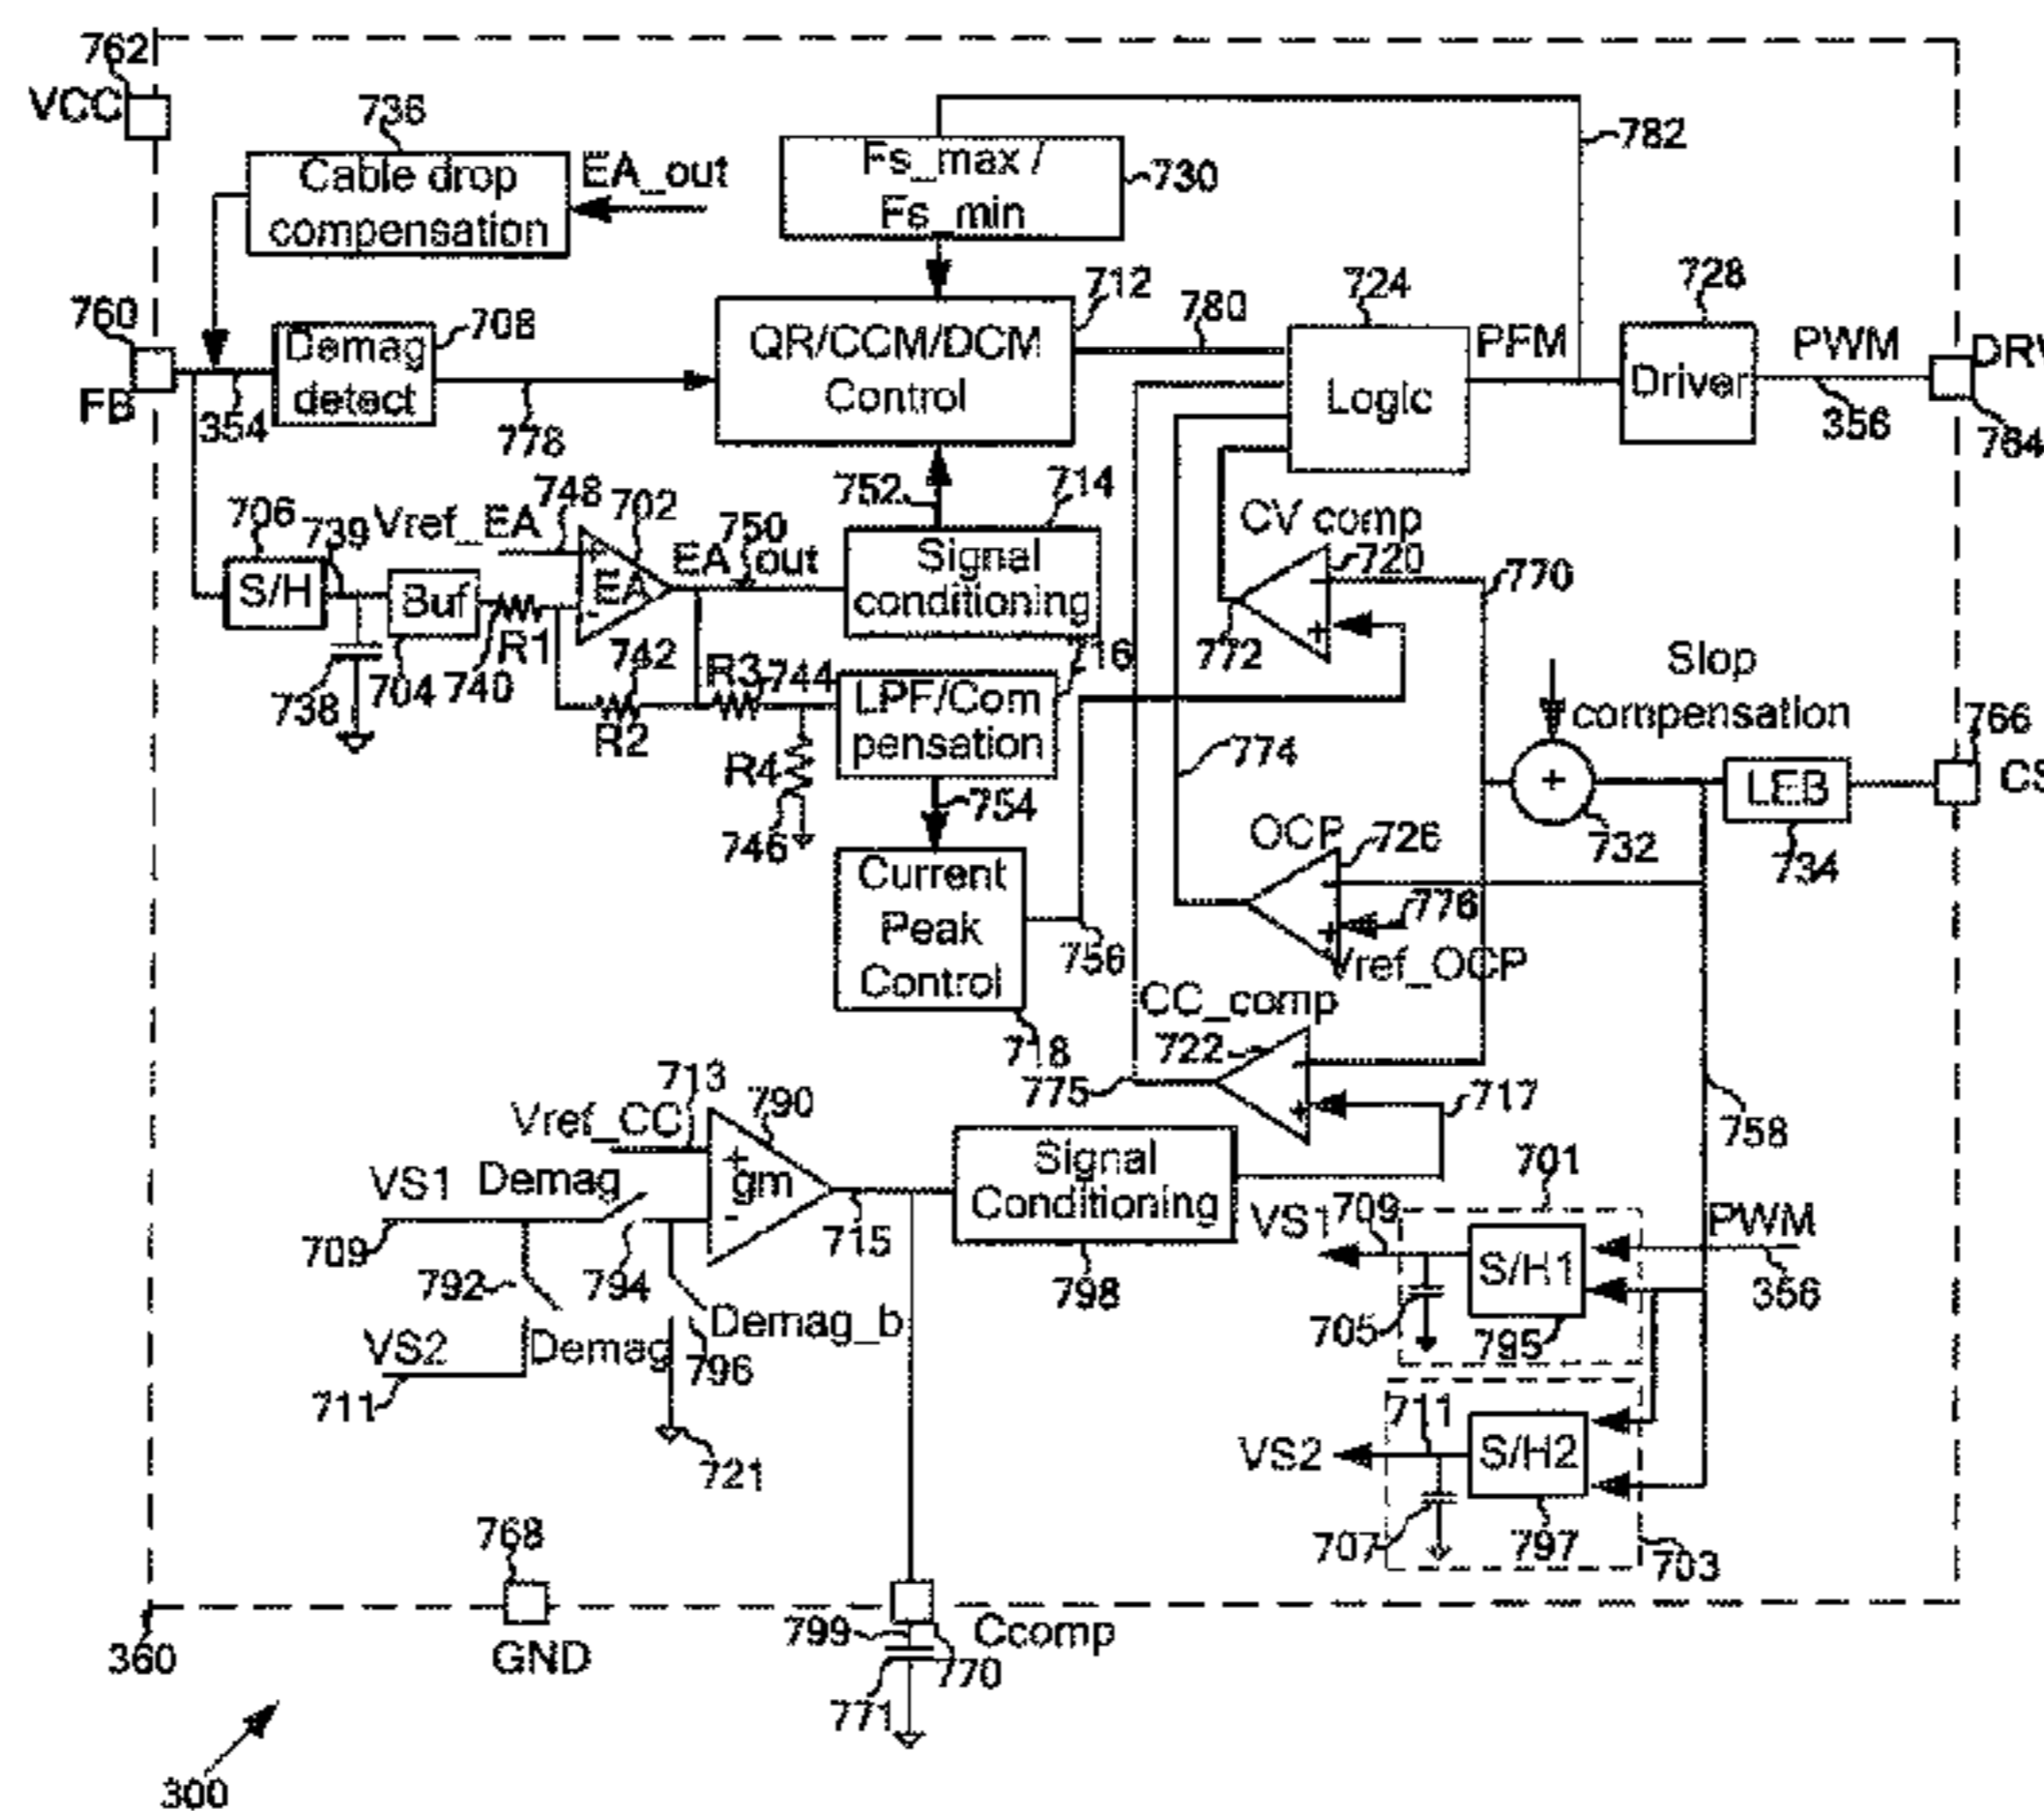 762
VCC
736
Cable drop
compensation
EA_out
Fs_max /
Fs_min
730
782
760
FB
354
Demag
detect
708
778
QR/CCM/DCM
Control
712
780
724
Logic
PFM
728
Driver
PWM
356
DRV
764
706
S/H
739
738
Buf
704
740
R1
Vref_EA
748
702
+
EA
-
750
EA_out
752
714
Signal
conditioning
742
R2
R3
744
R4
746
716
LPF/Com
pensation
754
Current
Peak
Control
718
756
CV comp
720
-
+
772
770
774
Slop
compensation
+
732
LEB
734
766
CS
OCP
726
-
+
776
Vref_OCP
CC_comp
722
-
+
775
717
758
713
Vref_CC
790
+
gm
-
VS1
Demag
709
792
794
VS2
Demag
711
Demag_b
796
721
715
Signal
Conditioning
798
701
VS1
709
S/H1
PWM
356
705
795
711
VS2
S/H2
707
797
703
768
GND
360
799
Ccomp
770
771
300